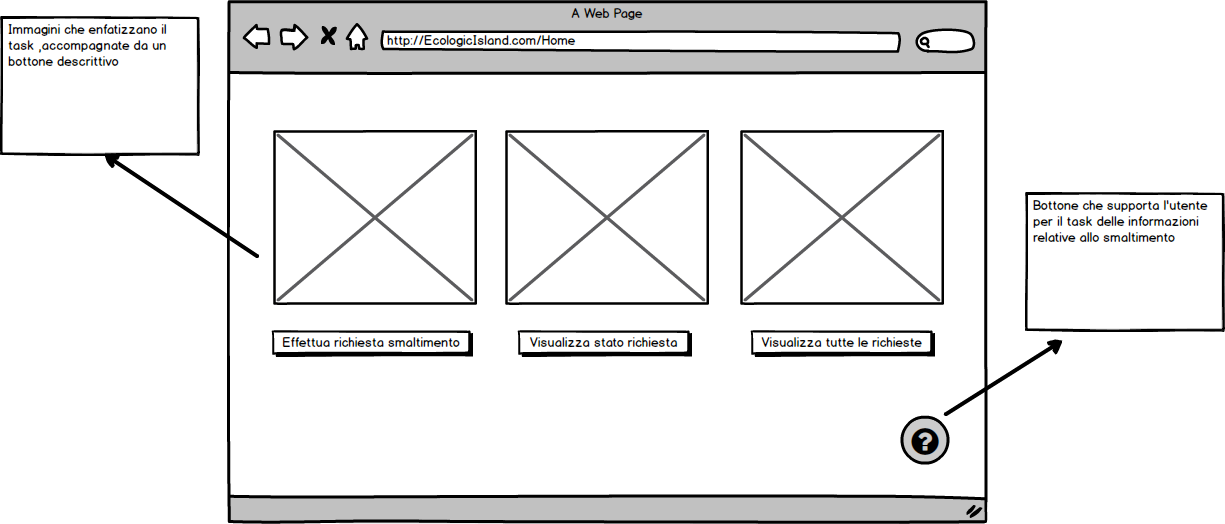 Immagini che enfatizzano il
task ,accompagnate da un
bottone descrittivo
A Web Page
http://EcologicIsland.com/Home
Effettua richiesta smaltimento
Visualizza stato richiesta
Visualizza tutte le richieste
Bottone che supporta l'utente
per il task delle informazioni
relative allo smaltimento
?